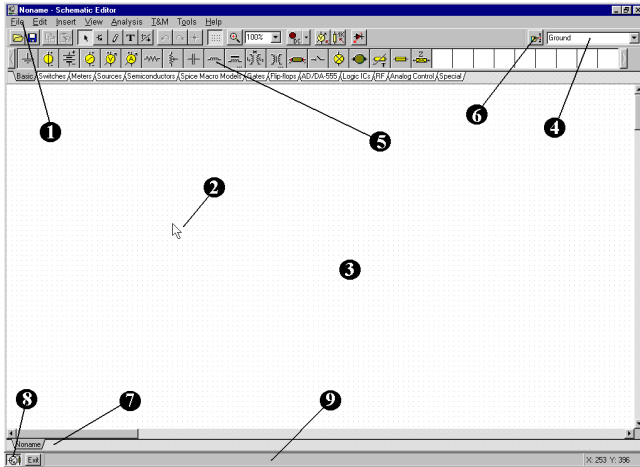 Noname - Schematic Editor
File Edit Insert View Analysis T&M Tools Help
100% DC Ground
Basic Switches Meters Sources Semiconductors Spice Macro Models Gates Flip-flops AD/DA-555 Logic ICs RF Analog Control Special
1
6
4
5
2
3
8
7
9
Noname
Exit X: 253 Y: 396